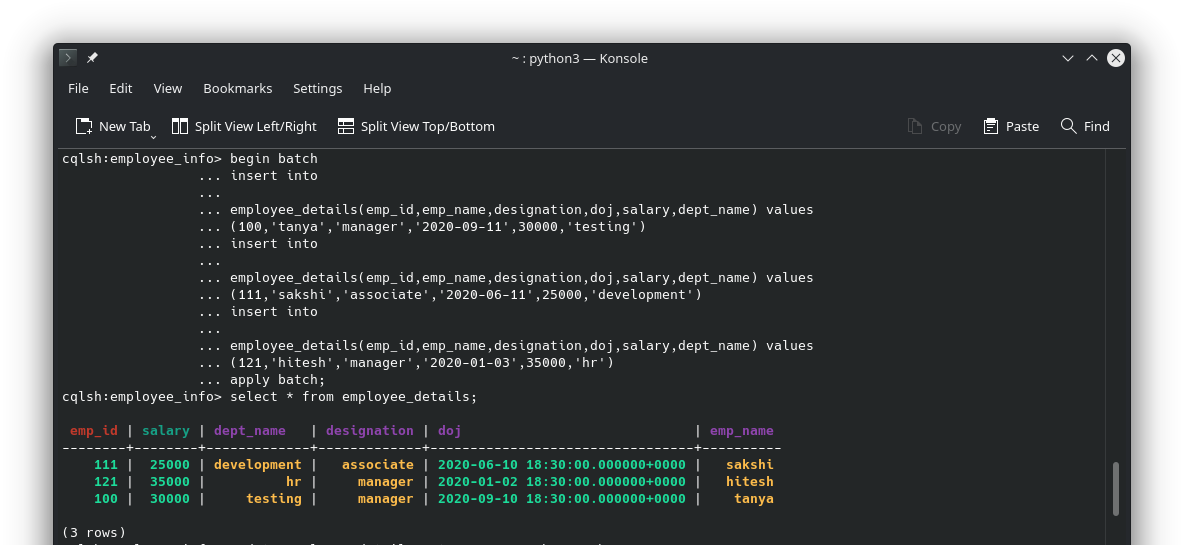 ~ : python3 — Konsole
File Edit View Bookmarks Settings Help
New Tab Split View Left/Right Split View Top/Bottom Copy Paste Find
cqlsh:employee_info> begin batch
... insert into
...
... employee_details(emp_id,emp_name,designation,doj,salary,dept_name) values
... (100,'tanya','manager','2020-09-11',30000,'testing')
... insert into
...
... employee_details(emp_id,emp_name,designation,doj,salary,dept_name) values
... (111,'sakshi','associate','2020-06-11',25000,'development')
... insert into
...
... employee_details(emp_id,emp_name,designation,doj,salary,dept_name) values
... (121,'hitesh','manager','2020-01-03',35000,'hr')
... apply batch;
cqlsh:employee_info> select * from employee_details;
emp_id | salary | dept_name   | designation | doj                             | emp_name
--------+--------+-------------+-------------+---------------------------------+----------
111 |  25000 | development |   associate | 2020-06-10 18:30:00.000000+0000 |   sakshi
121 |  35000 |          hr |     manager | 2020-01-02 18:30:00.000000+0000 |   hitesh
100 |  30000 |     testing |     manager | 2020-09-10 18:30:00.000000+0000 |    tanya
(3 rows)